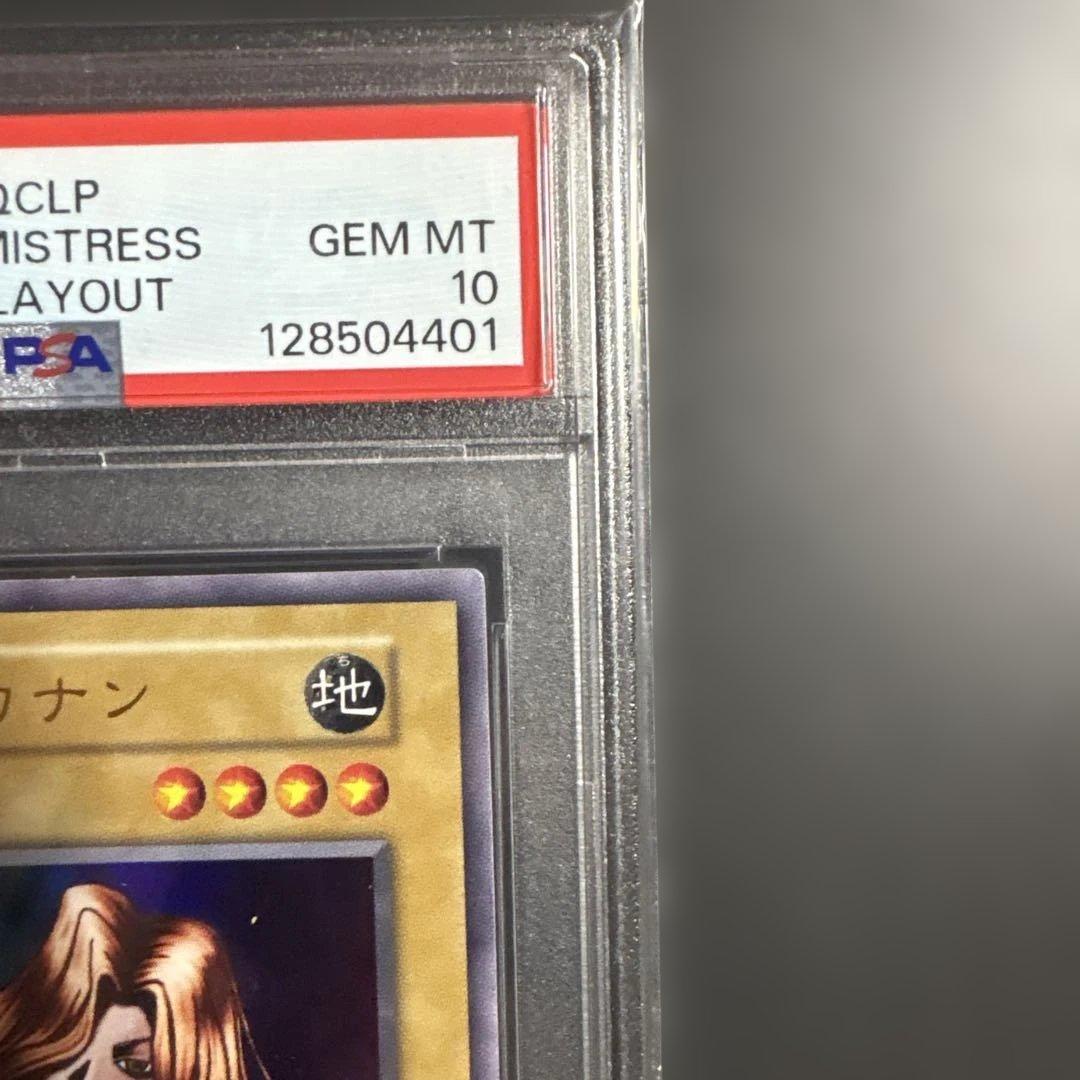 QCLP
MISTRESS
GEM MT
LAYOUT
10
PSA
128504401
カナン
地